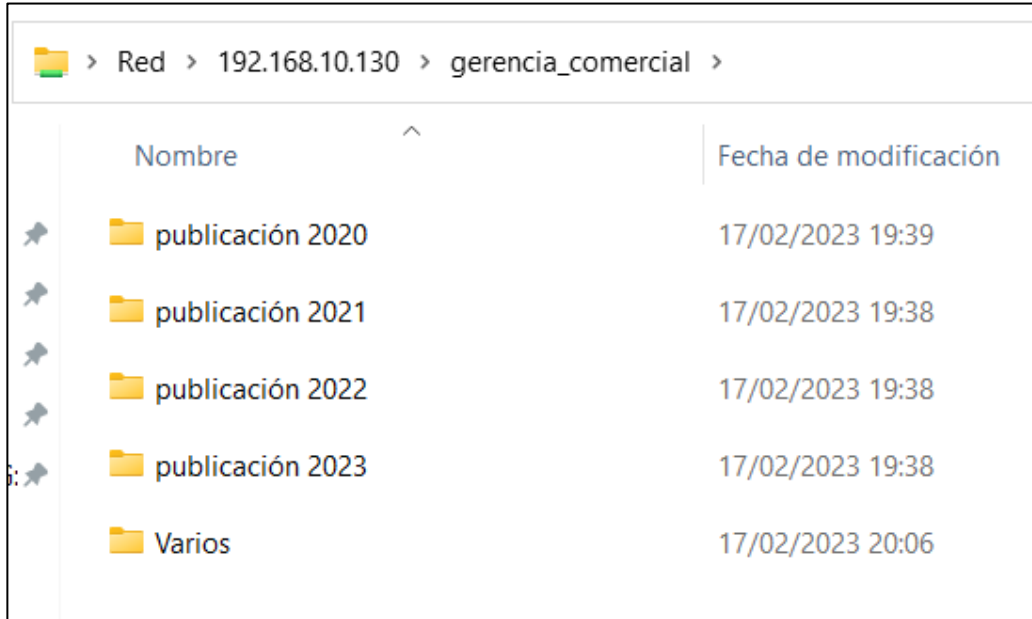 Red > 192.168.10.130 > gerencia_comercial >
Nombre Fecha de modificación
publicación 2020 17/02/2023 19:39
publicación 2021 17/02/2023 19:38
publicación 2022 17/02/2023 19:38
publicación 2023 17/02/2023 19:38
Varios 17/02/2023 20:06